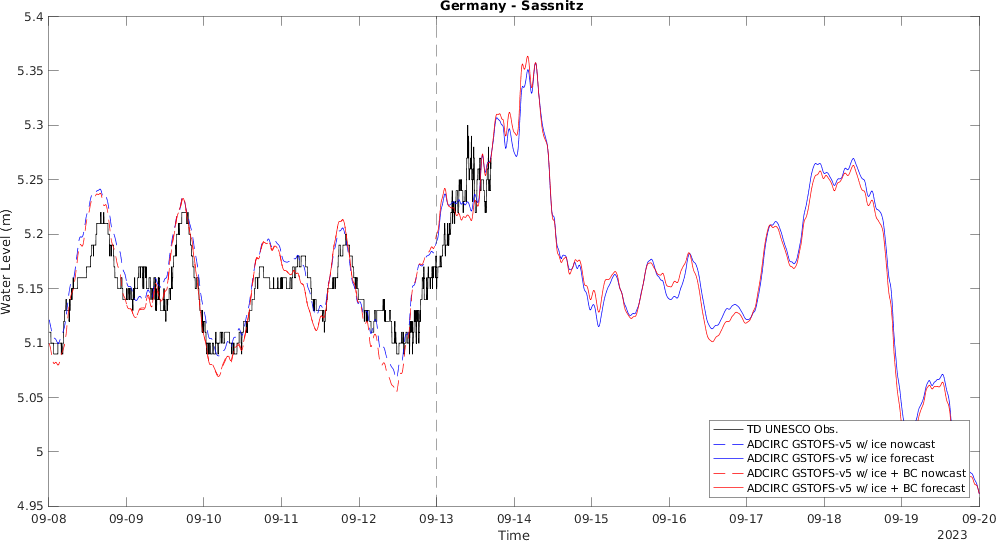 Germany - Sassnitz
5.4
5.35
5.3
5.25
5.2
5.15
5.1
5.05
5
4.95
Water Level (m)
TD UNESCO Obs.
ADCIRC GSTOFS-v5 w/ ice nowcast
ADCIRC GSTOFS-v5 w/ ice forecast
ADCIRC GSTOFS-v5 w/ ice + BC nowcast
ADCIRC GSTOFS-v5 w/ ice + BC forecast
09-08 09-09 09-10 09-11 09-12 09-13 09-14 09-15 09-16 09-17 09-18 09-19 09-20
Time
2023